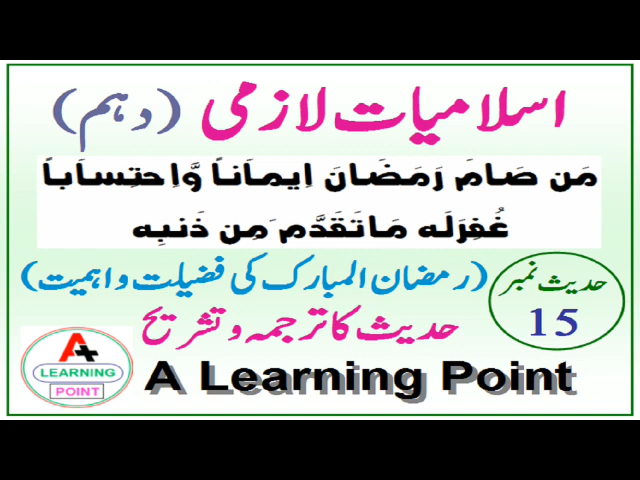 اسلامیات لازمی (دہم)
مَن صَامَ رَمَضَانَ اِیمَاناً وَّاِحتِسَاباً
غُفِرَلَہ مَاتَقَدَّم َمِن ذَنبِہ
(رمضان المبارک کی فضیلت و اہمیت)
حدیث نمبر
15
حدیث کا ترجمہ و تشریح
A+
LEARNING
POINT
A Learning Point